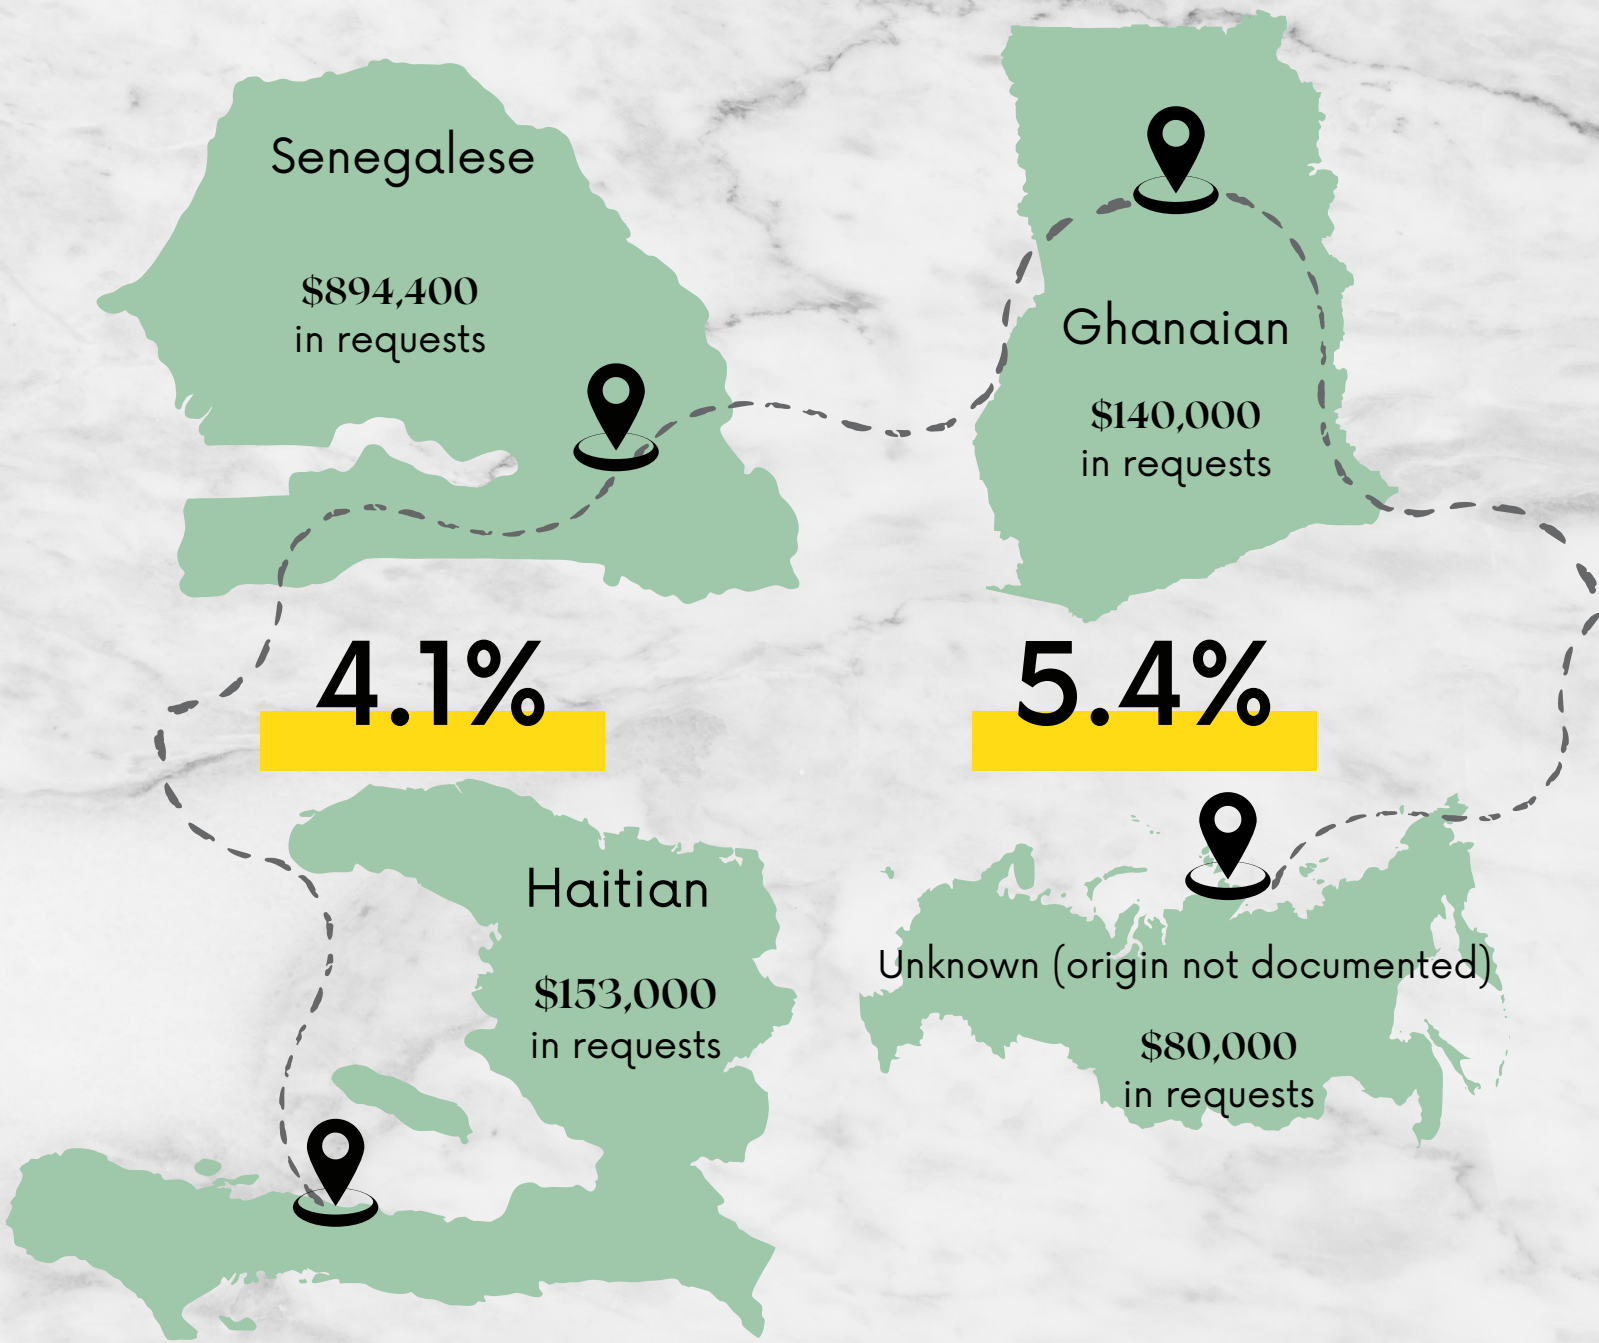 Senegalese
$894,400
in requests
Ghanaian
$140,000
in requests
4.1%
5.4%
Haitian
$153,000
in requests
Unknown (origin not documented)
$80,000
in requests